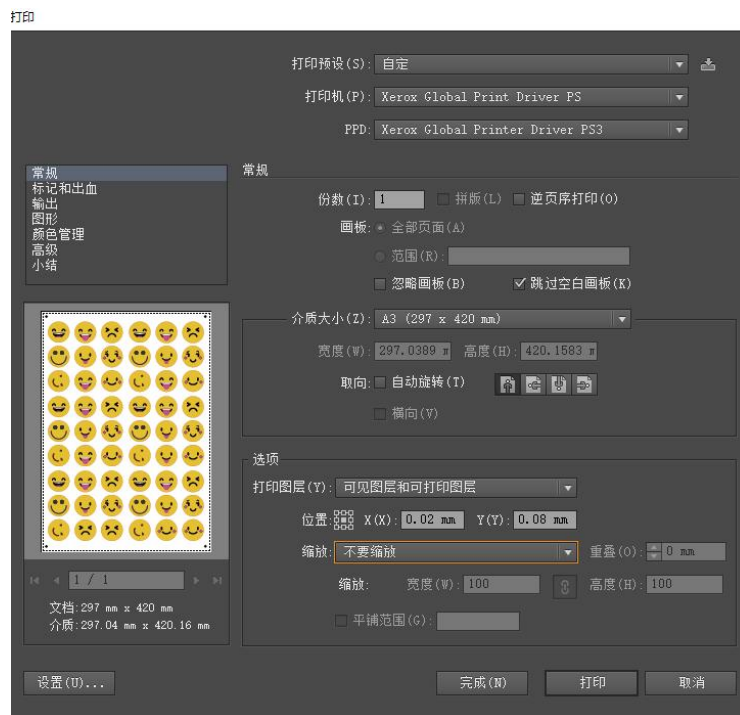 打印
打印预设(S): 自定
打印机(P): Xerox Global Print Driver PS
PPD: Xerox Global Printer Driver PS3
常规
标记和出血
输出
图形
颜色管理
高级
小结
常规
份数(I): 1 拼版(L) 逆页序打印(O)
画板: 全部页面(A)
范围(R):
忽略画板(B) 跳过空白画板(K)
介质大小(Z): A3 (297 x 420 mm)
宽度(W): 297.0389 m 高度(H): 420.1583 m
取向: 自动旋转(T)
横向(V)
选项
打印图层(Y): 可见图层和可打印图层
位置: X(X): 0.02 mm Y(Y): 0.08 mm
缩放: 不要缩放 重叠(O): 0 mm
缩放: 宽度(W): 100 高度(H): 100
平铺范围(G):
1 / 1
文档:297 mm x 420 mm
介质:297.04 mm x 420.16 mm
设置(U)... 完成(N) 打印 取消